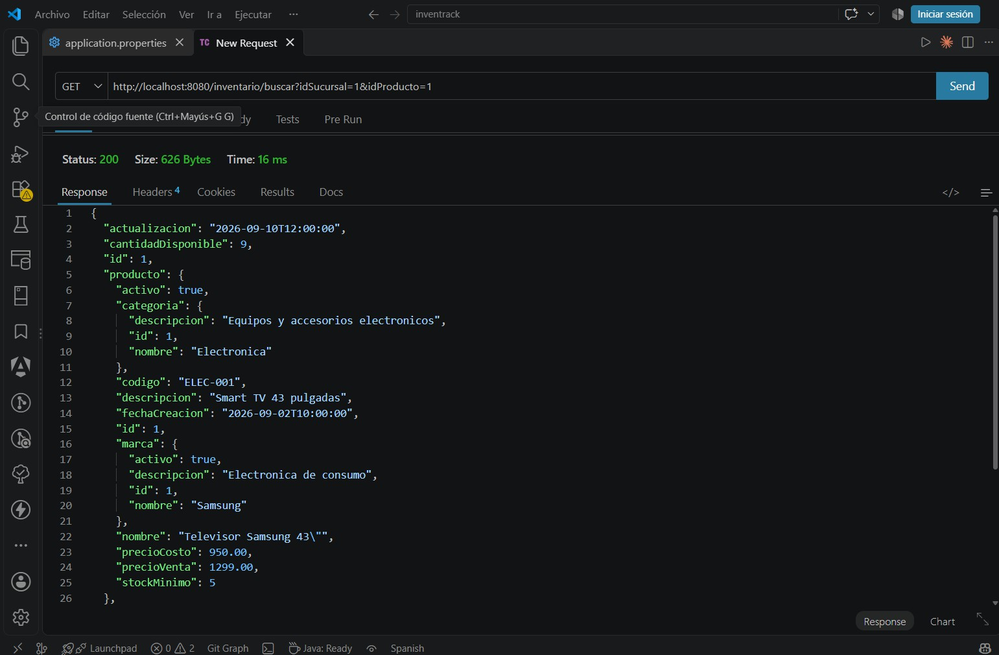 Archivo Editar Selección Ver Ir a Ejecutar ··· inventrack Iniciar sesión
application.properties TC New Request
GET http://localhost:8080/inventario/buscar?idSucursal=1&idProducto=1 Send
Control de código fuente (Ctrl+Mayús+G G) dy Tests Pre Run
Status: 200 Size: 626 Bytes Time: 16 ms
Response Headers 4 Cookies Results Docs </>
1 {
2 "actualizacion": "2026-09-10T12:00:00",
3 "cantidadDisponible": 9,
4 "id": 1,
5 "producto": {
6 "activo": true,
7 "categoria": {
8 "descripcion": "Equipos y accesorios electronicos",
9 "id": 1,
10 "nombre": "Electronica"
11 },
12 "codigo": "ELEC-001",
13 "descripcion": "Smart TV 43 pulgadas",
14 "fechaCreacion": "2026-09-02T10:00:00",
15 "id": 1,
16 "marca": {
17 "activo": true,
18 "descripcion": "Electronica de consumo",
19 "id": 1,
20 "nombre": "Samsung"
21 },
22 "nombre": "Televisor Samsung 43\"",
23 "precioCosto": 950.00,
24 "precioVenta": 1299.00,
25 "stockMinimo": 5
26 },
Response Chart
Launchpad 0 2 Git Graph Java: Ready Spanish